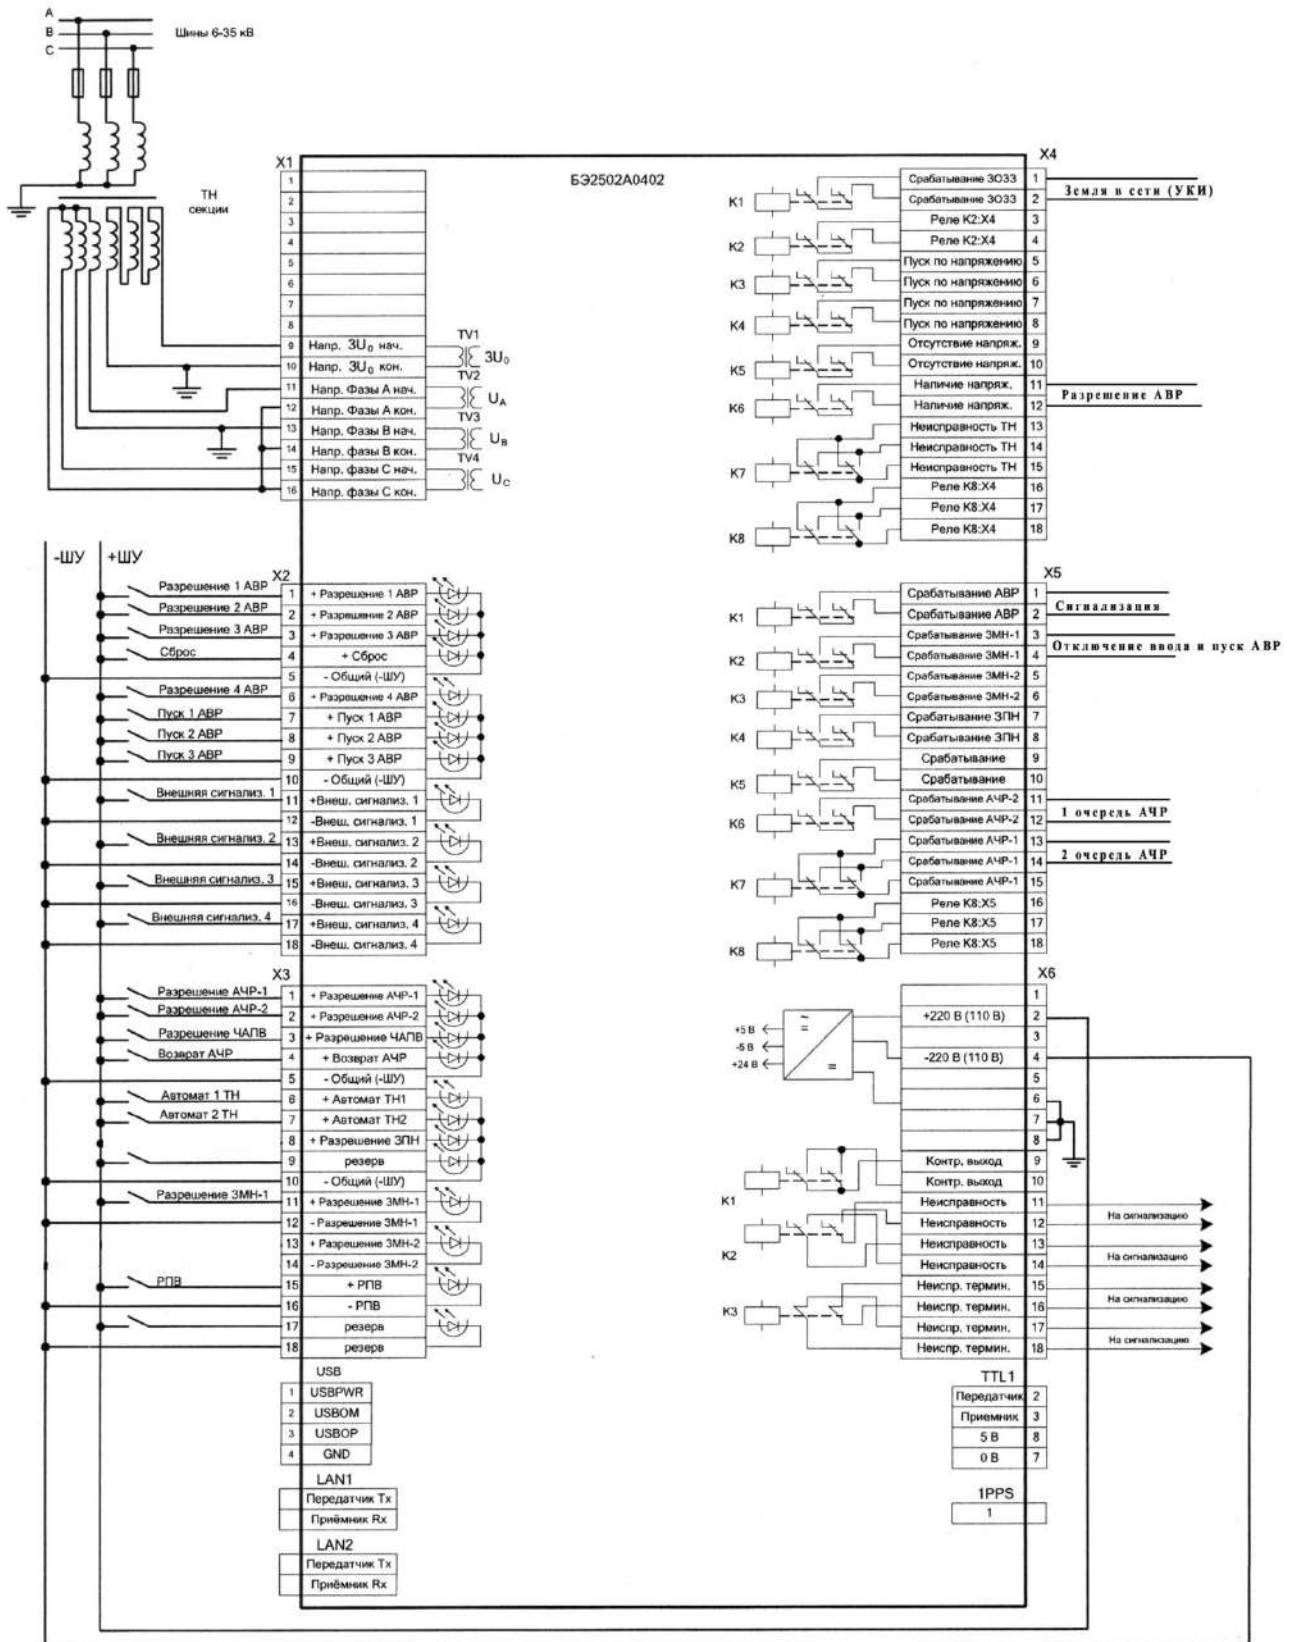 A
B
C
Шины 6-35 кВ
ТН
секции
БЭ2502А0402
X1
1
2
3
4
5
6
7
8
9 Напр. 3U0 нач.
10 Напр. 3U0 кон.
11 Напр. Фазы А нач.
12 Напр. Фазы А кон.
13 Напр. Фазы В нач.
14 Напр. фазы В кон.
15 Напр. фазы С нач.
16 Напр. фазы С кон.
TV1
3U0
TV2
UA
TV3
UB
TV4
UC
-ШУ +ШУ
X2
Разрешение 1 АВР 1 + Разрешение 1 АВР
Разрешение 2 АВР 2 + Разрешение 2 АВР
Разрешение 3 АВР 3 + Разрешение 3 АВР
Сброс 4 + Сброс
5 - Общий (-ШУ)
Разрешение 4 АВР 6 + Разрешение 4 АВР
Пуск 1 АВР 7 + Пуск 1 АВР
Пуск 2 АВР 8 + Пуск 2 АВР
Пуск 3 АВР 9 + Пуск 3 АВР
10 - Общий (-ШУ)
Внешняя сигнализ. 1 11 +Внеш. сигнализ. 1
12 -Внеш. сигнализ. 1
Внешняя сигнализ. 2 13 +Внеш. сигнализ. 2
14 -Внеш. сигнализ. 2
Внешняя сигнализ. 3 15 +Внеш. сигнализ. 3
16 -Внеш. сигнализ. 3
Внешняя сигнализ. 4 17 +Внеш. сигнализ. 4
18 -Внеш. сигнализ. 4
X3
Разрешение АЧР-1 1 + Разрешение АЧР-1
Разрешение АЧР-2 2 + Разрешение АЧР-2
Разрешение ЧАПВ 3 + Разрешение ЧАПВ
Возврат АЧР 4 + Возврат АЧР
5 - Общий (-ШУ)
Автомат 1 ТН 6 + Автомат ТН1
Автомат 2 ТН 7 + Автомат ТН2
8 + Разрешение ЗПН
9 резерв
10 - Общий (-ШУ)
Разрешение ЗМН-1 11 + Разрешение ЗМН-1
12 - Разрешение ЗМН-1
13 + Разрешение ЗМН-2
14 - Разрешение ЗМН-2
РПВ 15 + РПВ
16 - РПВ
17 резерв
18 резерв
USB
1 USBPWR
2 USBOM
3 USBOP
4 GND
LAN1
Передатчик Tx
Приёмник Rx
LAN2
Передатчик Tx
Приёмник Rx
X4
K1
Срабатывание ЗОЗЗ 1
Земля в сети (УКИ)
Срабатывание ЗОЗЗ 2
K2
Реле K2:X4 3
Реле K2:X4 4
K3
Пуск по напряжению 5
Пуск по напряжению 6
K4
Пуск по напряжению 7
Пуск по напряжению 8
K5
Отсутствие напряж. 9
Отсутствие напряж. 10
K6
Наличие напряж. 11
Разрешение АВР
Наличие напряж. 12
K7
Неисправность ТН 13
Неисправность ТН 14
Неисправность ТН 15
K8
Реле K8:X4 16
Реле K8:X4 17
Реле K8:X4 18
X5
K1
Срабатывание АВР 1
Сигнализация
Срабатывание АВР 2
K2
Срабатывание ЗМН-1 3
Отключение ввода и пуск АВР
Срабатывание ЗМН-1 4
K3
Срабатывание ЗМН-2 5
Срабатывание ЗМН-2 6
K4
Срабатывание ЗПН 7
Срабатывание ЗПН 8
K5
Срабатывание 9
Срабатывание 10
K6
Срабатывание АЧР-2 11
1 очередь АЧР
Срабатывание АЧР-2 12
K7
Срабатывание АЧР-1 13
2 очередь АЧР
Срабатывание АЧР-1 14
Срабатывание АЧР-1 15
K8
Реле K8:X5 16
Реле K8:X5 17
Реле K8:X5 18
X6
+5 В
-5 В
+24 В
1
+220 В (110 В) 2
3
-220 В (110 В) 4
5
6
7
8
K1
Контр. выход 9
Контр. выход 10
K2
Неисправность 11
На сигнализацию
Неисправность 12
Неисправность 13
На сигнализацию
Неисправность 14
K3
Неиспр. термин. 15
На сигнализацию
Неиспр. термин. 16
Неиспр. термин. 17
На сигнализацию
Неиспр. термин. 18
TTL1
Передатчик 2
Приемник 3
5 В 8
0 В 7
1PPS
1